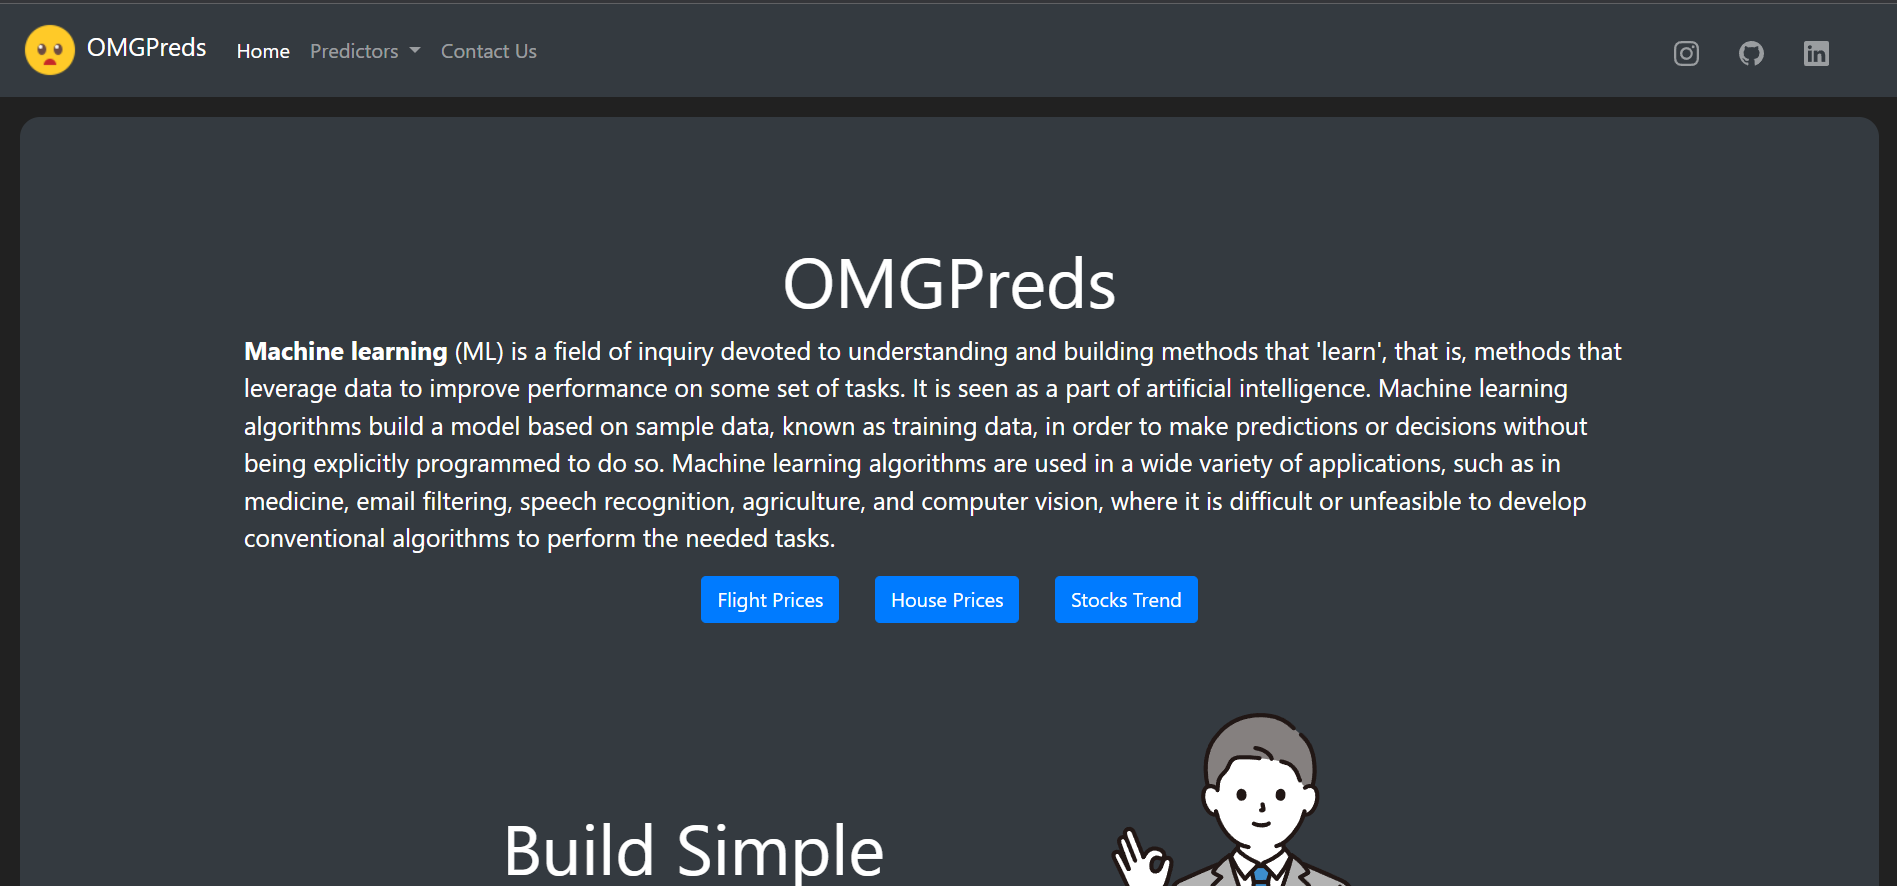 OMGPreds Home Predictors Contact Us
OMGPreds
Machine learning (ML) is a field of inquiry devoted to understanding and building methods that 'learn', that is, methods that
leverage data to improve performance on some set of tasks. It is seen as a part of artificial intelligence. Machine learning
algorithms build a model based on sample data, known as training data, in order to make predictions or decisions without
being explicitly programmed to do so. Machine learning algorithms are used in a wide variety of applications, such as in
medicine, email filtering, speech recognition, agriculture, and computer vision, where it is difficult or unfeasible to develop
conventional algorithms to perform the needed tasks.
Flight Prices House Prices Stocks Trend
Build Simple